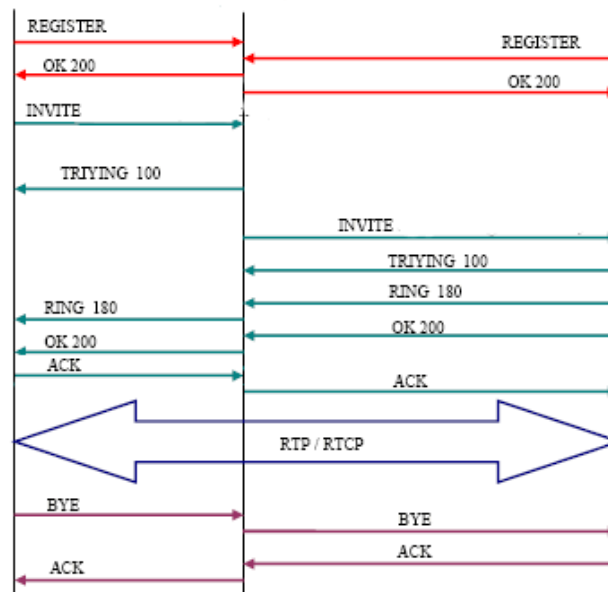 REGISTER
REGISTER
OK 200
OK 200
INVITE
TRIYING 100
INVITE
TRIYING 100
RING 180
RING 180
OK 200
OK 200
ACK
ACK
RTP / RTCP
BYE
BYE
ACK
ACK